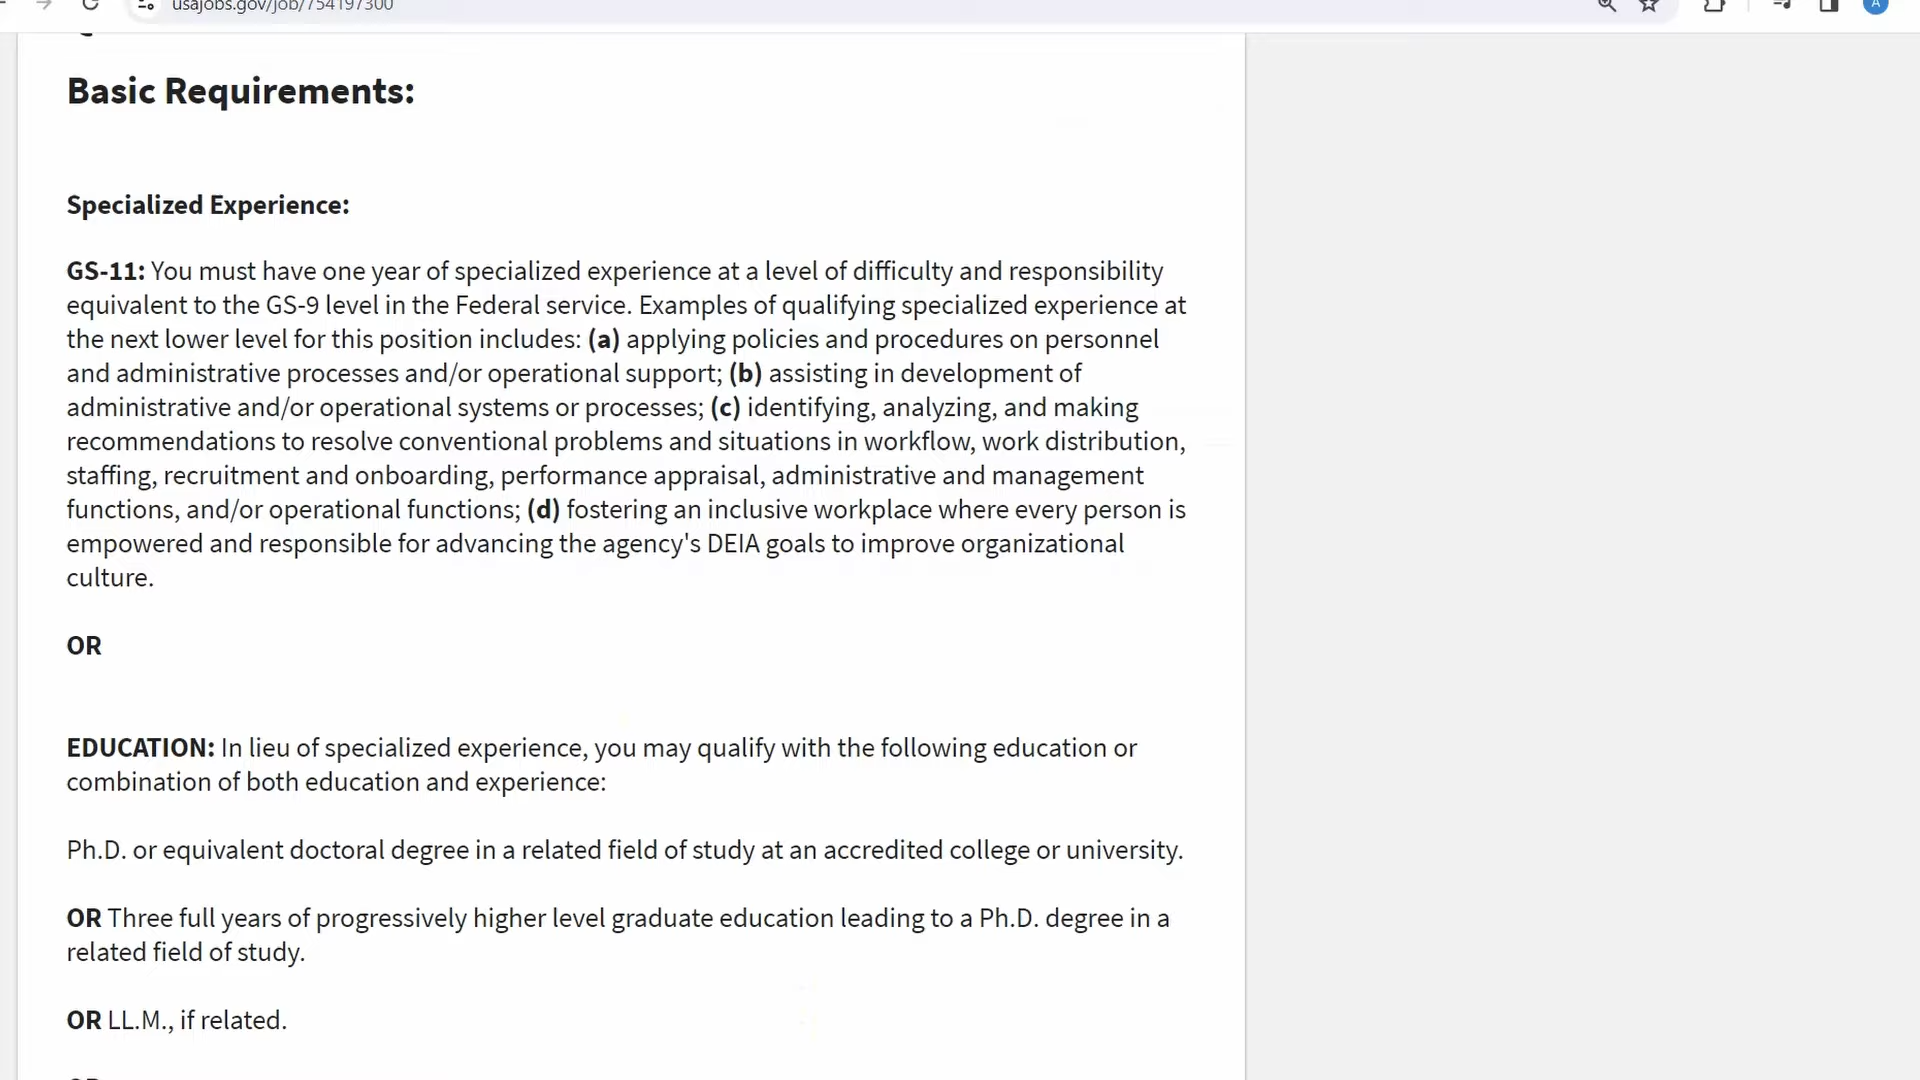 usajobs.gov/job/754197300
A
Basic Requirements:
Specialized Experience:
GS-11: You must have one year of specialized experience at a level of difficulty and responsibility
equivalent to the GS-9 level in the Federal service. Examples of qualifying specialized experience at
the next lower level for this position includes: (a) applying policies and procedures on personnel
and administrative processes and/or operational support; (b) assisting in development of
administrative and/or operational systems or processes; (c) identifying, analyzing, and making
recommendations to resolve conventional problems and situations in workflow, work distribution,
staffing, recruitment and onboarding, performance appraisal, administrative and management
functions, and/or operational functions; (d) fostering an inclusive workplace where every person is
empowered and responsible for advancing the agency's DEIA goals to improve organizational
culture.
OR
EDUCATION: In lieu of specialized experience, you may qualify with the following education or
combination of both education and experience:
Ph.D. or equivalent doctoral degree in a related field of study at an accredited college or university.
OR Three full years of progressively higher level graduate education leading to a Ph.D. degree in a
related field of study.
OR LL.M., if related.